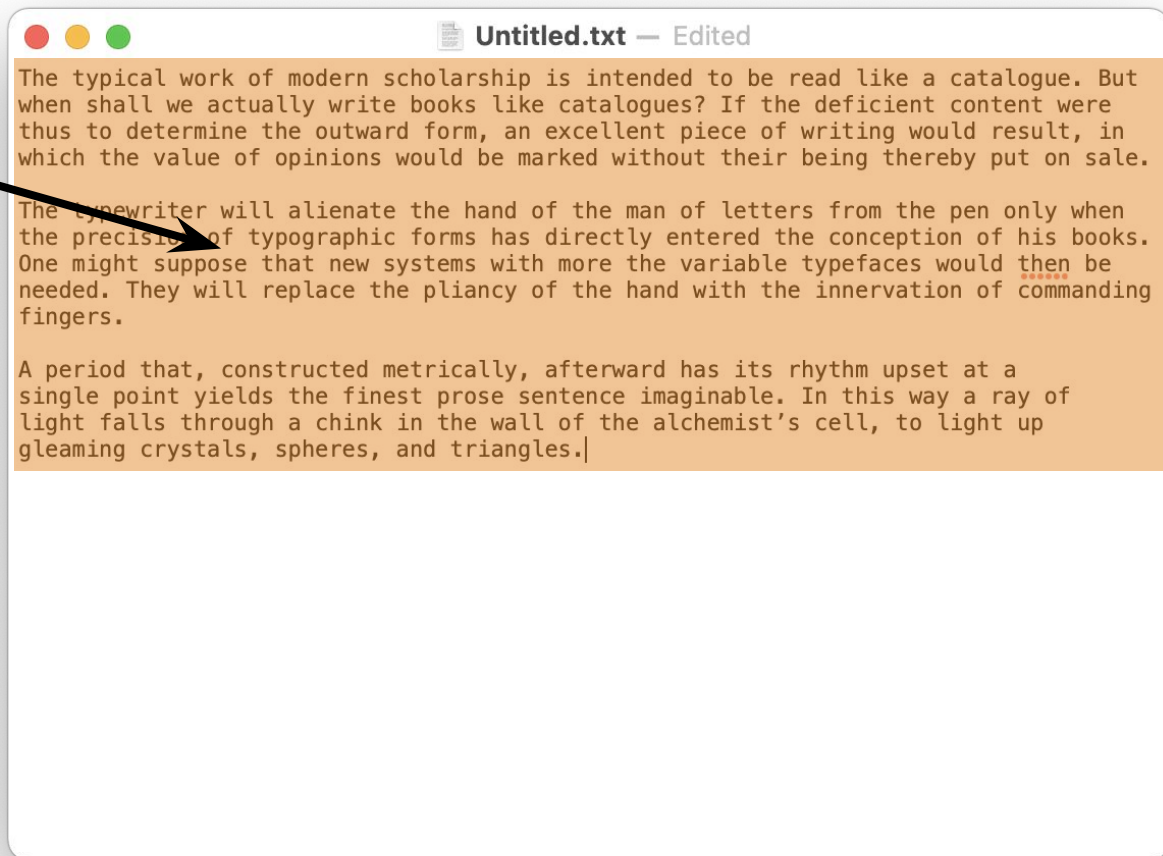 Untitled.txt — Edited
The typical work of modern scholarship is intended to be read like a catalogue. But
when shall we actually write books like catalogues? If the deficient content were
thus to determine the outward form, an excellent piece of writing would result, in
which the value of opinions would be marked without their being thereby put on sale.
The typewriter will alienate the hand of the man of letters from the pen only when
the precision of typographic forms has directly entered the conception of his books.
One might suppose that new systems with more the variable typefaces would then be
needed. They will replace the pliancy of the hand with the innervation of commanding
fingers.
A period that, constructed metrically, afterward has its rhythm upset at a
single point yields the finest prose sentence imaginable. In this way a ray of
light falls through a chink in the wall of the alchemist’s cell, to light up
gleaming crystals, spheres, and triangles.